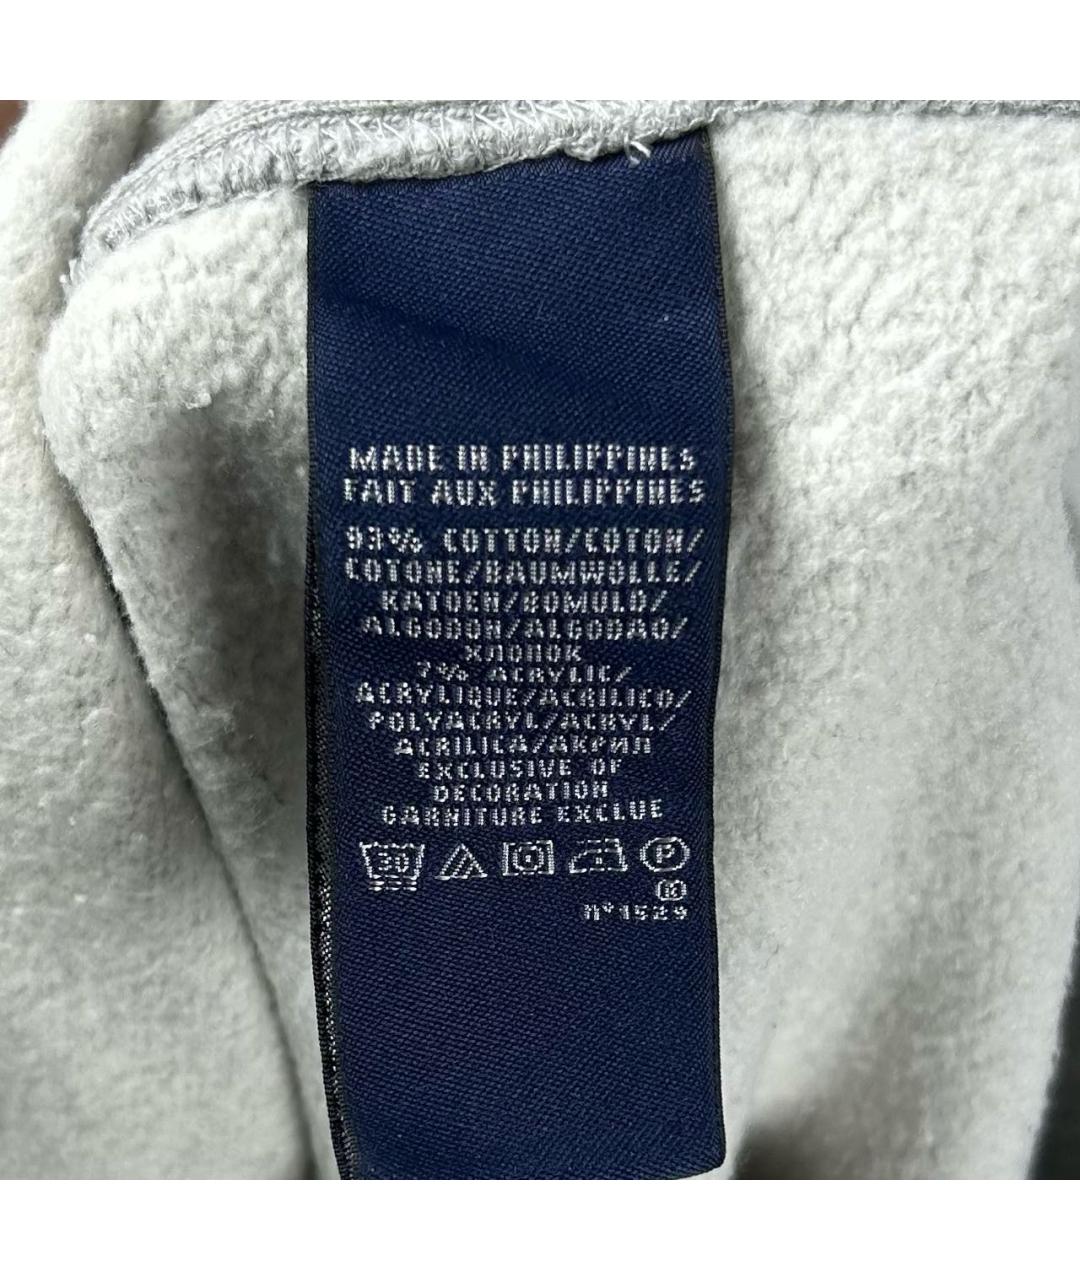 MADE IN PHILIPPINES
FAIT AUX PHILIPPINES
93% COTTON/COTON/
COTONE/BAUMWOLLE/
KATOEN/BOMULD/
ALGODON/ALGODAO/
ХЛОПОК
7% ACRYLIC/
ACRYLIQUE/ACRILICO/
POLYACRYL/ACRYL/
ACRILICA/АКРИЛ
EXCLUSIVE OF
DECORATION
GARNITURE EXCLUE
30 P
K
n°1529